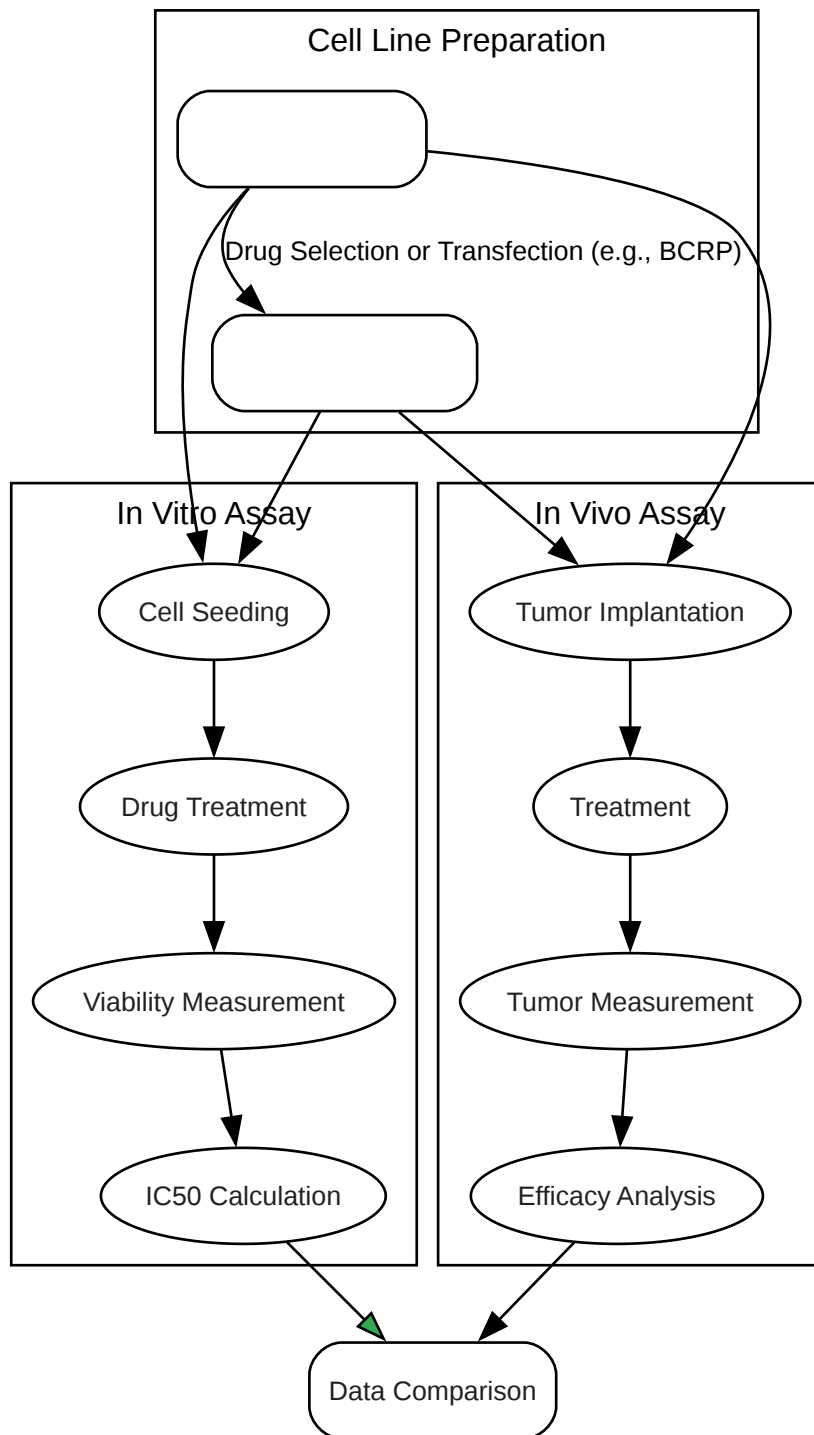 Cell Line Preparation
Drug Selection or Transfection (e.g., BCRP)
In Vitro Assay
In Vivo Assay
Cell Seeding
Tumor Implantation
Drug Treatment
Treatment
Viability Measurement
Tumor Measurement
IC50 Calculation
Efficacy Analysis
Data Comparison